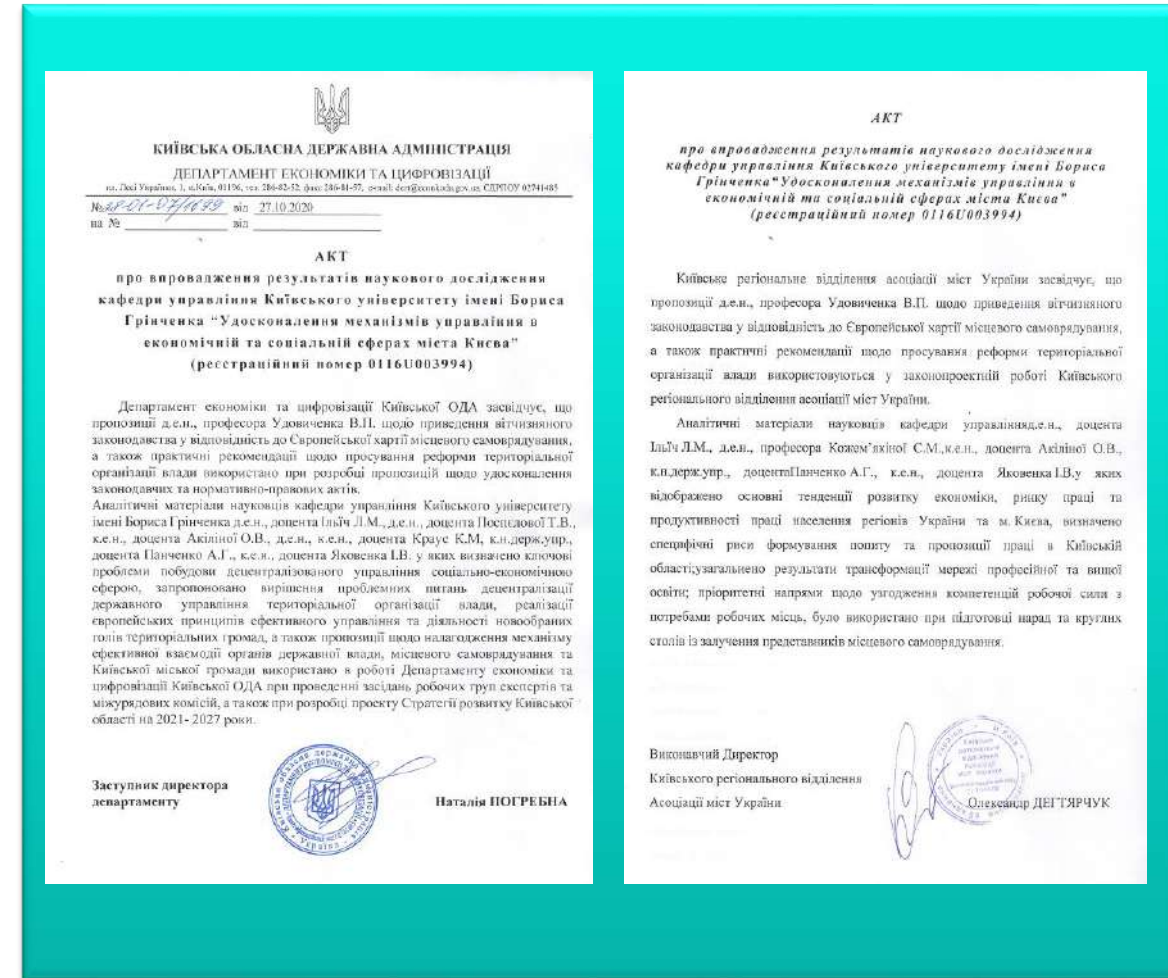 КИЇВСЬКА ОБЛАСНА ДЕРЖАВНА АДМІНІСТРАЦІЯ
ДЕПАРТАМЕНТ ЕКОНОМІКИ ТА ЦИФРОВІЗАЦІЇ
пл. Лесі Українки, 1, м.Київ, 01196, тел. 286-82-52, факс 286-81-57, ЄДРПОУ 02741485
від 27.10.2020
на № від
АКТ
про впровадження результатів наукового дослідження
кафедри управління Київського університету імені Бориса
Грінченка "Удосконалення механізмів управління в
економічній та соціальній сферах міста Києва"
(реєстраційний номер 0116U003994)
Департамент економіки та цифровізації Київської ОДА засвідчує, що
пропозиції д.е.н., професора Удовиченка В.П. щодо приведення вітчизняного
законодавства у відповідність до Європейської хартії місцевого самоврядування,
а також практичні рекомендації щодо просування реформи територіальної
організації влади використано при розробці пропозицій щодо удосконалення
законодавчих та нормативно-правових актів.
Аналітичні матеріали науковців кафедри управління Київського університету
імені Бориса Грінченка д.е.н., доцента Ільїч Л.М., д.е.н., доцента Поспєлової Т.В.,
к.е.н., доцента Акіліної О.В., д.е.н., к.е.н., доцента Краус К.М, к.н.держ.упр.,
доцента Панченко А.Г., к.е.н., доцента Яковенка І.В. у яких визначено ключові
проблеми побудови децентралізованого управління соціально-економічною
сферою, запропоновано вирішення проблемних питань децентралізації
державного управління територіальної організації влади, реалізації
європейських принципів ефективного управління та діяльності новообраних
голів територіальних громад, а також пропозиції щодо налагодження механізму
ефективної взаємодії органів державної влади, місцевого самоврядування та
Київської міської громади використано в роботі Департаменту економіки та
цифровізації Київської ОДА при проведенні засідань робочих груп експертів та
міжурядових комісій, а також при розробці проекту Стратегії розвитку Київської
області на 2021- 2027 роки.
Заступник директора
департаменту
Наталія ПОГРЕБНА
АКТ
про впровадження результатів наукового дослідження
кафедри управління Київського університету імені Бориса
Грінченка"Удосконалення механізмів управління в
економічній та соціальній сферах міста Києва"
(реєстраційний номер 0116U003994)
Київське регіональне відділення асоціації міст України засвідчує, що
пропозиції д.е.н., професора Удовиченка В.П. щодо приведення вітчизняного
законодавства у відповідність до Європейської хартії місцевого самоврядування,
а також практичні рекомендації щодо просування реформи територіальної
організації влади використовуються у законопроектній роботі Київського
регіонального відділення асоціації міст України.
Аналітичні матеріали науковців кафедри управлінняд.е.н., доцента
Ільїч Л.М., д.е.н., професора Кожем'якіної С.М.,к.е.н., доцента Акіліної О.В.,
к.н.держ.упр., доцентаПанченко А.Г., к.е.н., доцента Яковенка І.В.у яких
відображено основні тенденції розвитку економіки, ринку праці та
продуктивності праці населення регіонів України та м. Києва, визначено
специфічні риси формування попиту та пропозиції праці в Київській
області;узагальнено результати трансформації мережі професійної та вищої
освіти; пріоритетні напрями щодо узгодження компетенцій робочої сили з
потребами робочих місць, було використано при підготовці нарад та круглих
столів із залучення представників місцевого самоврядування.
Виконавчий Директор
Київського регіонального відділення
Асоціації міст України
Олександр ДЕГТЯРЧУК